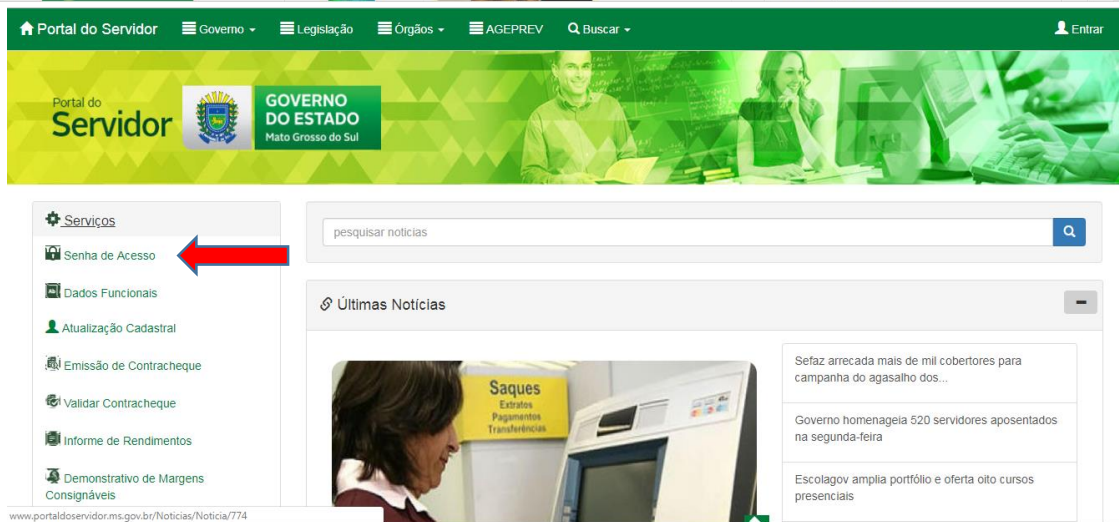 Portal do Servidor Governo Legislação Órgãos AGEPREV Buscar Entrar
Portal do
Servidor
GOVERNO
DO ESTADO
Mato Grosso do Sul
Serviços
Senha de Acesso
Dados Funcionais
Atualização Cadastral
Emissão de Contracheque
Validar Contracheque
Informe de Rendimentos
Demonstrativo de Margens
Consignáveis
pesquisar noticias
Últimas Notícias
Saques
Extratos
Pagamentos
Transferências
Sefaz arrecada mais de mil cobertores para
campanha do agasalho dos...
Governo homenageia 520 servidores aposentados
na segunda-feira
Escolagov amplia portfólio e oferta oito cursos
presenciais
www.portaldoservidor.ms.gov.br/Noticias/Noticia/774